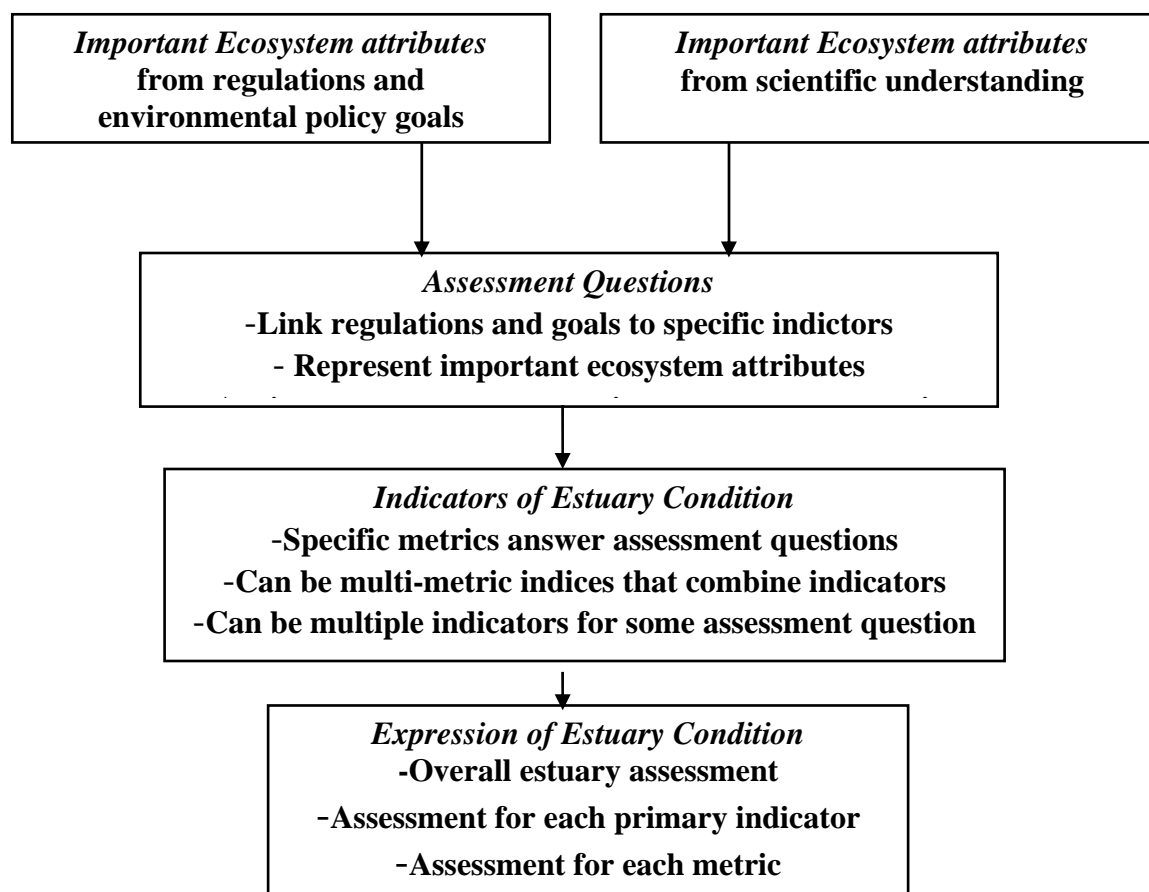 Important Ecosystem attributes
from regulations and
environmental policy goals
Important Ecosystem attributes
from scientific understanding
Assessment Questions
-Link regulations and goals to specific indictors
- Represent important ecosystem attributes
Indicators of Estuary Condition
-Specific metrics answer assessment questions
-Can be multi-metric indices that combine indicators
-Can be multiple indicators for some assessment question
Expression of Estuary Condition
-Overall estuary assessment
-Assessment for each primary indicator
-Assessment for each metric